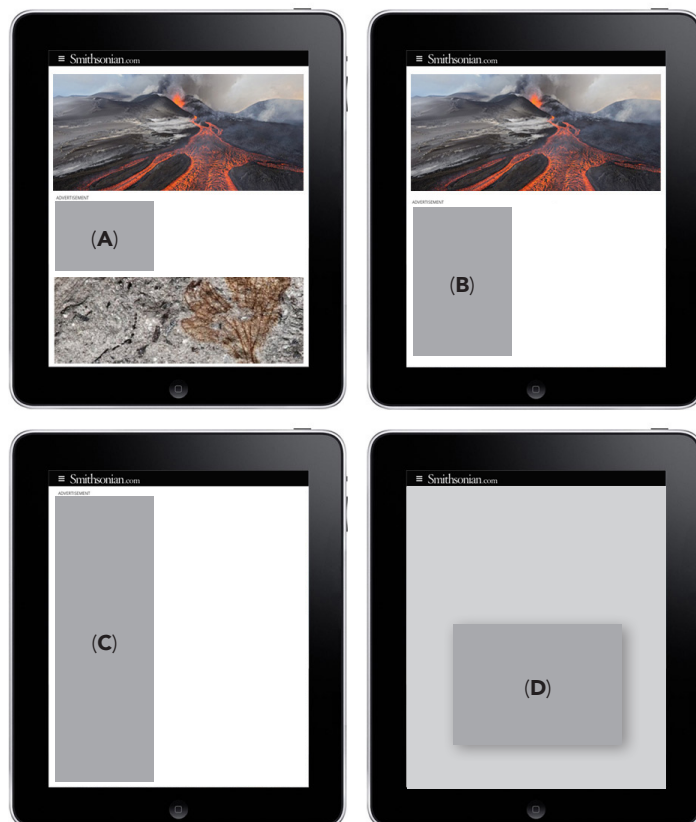 ≡ Smithsonian.com
ADVERTISEMENT
(A)
≡ Smithsonian.com
ADVERTISEMENT
(B)
≡ Smithsonian.com
ADVERTISEMENT
(C)
≡ Smithsonian.com
(D)